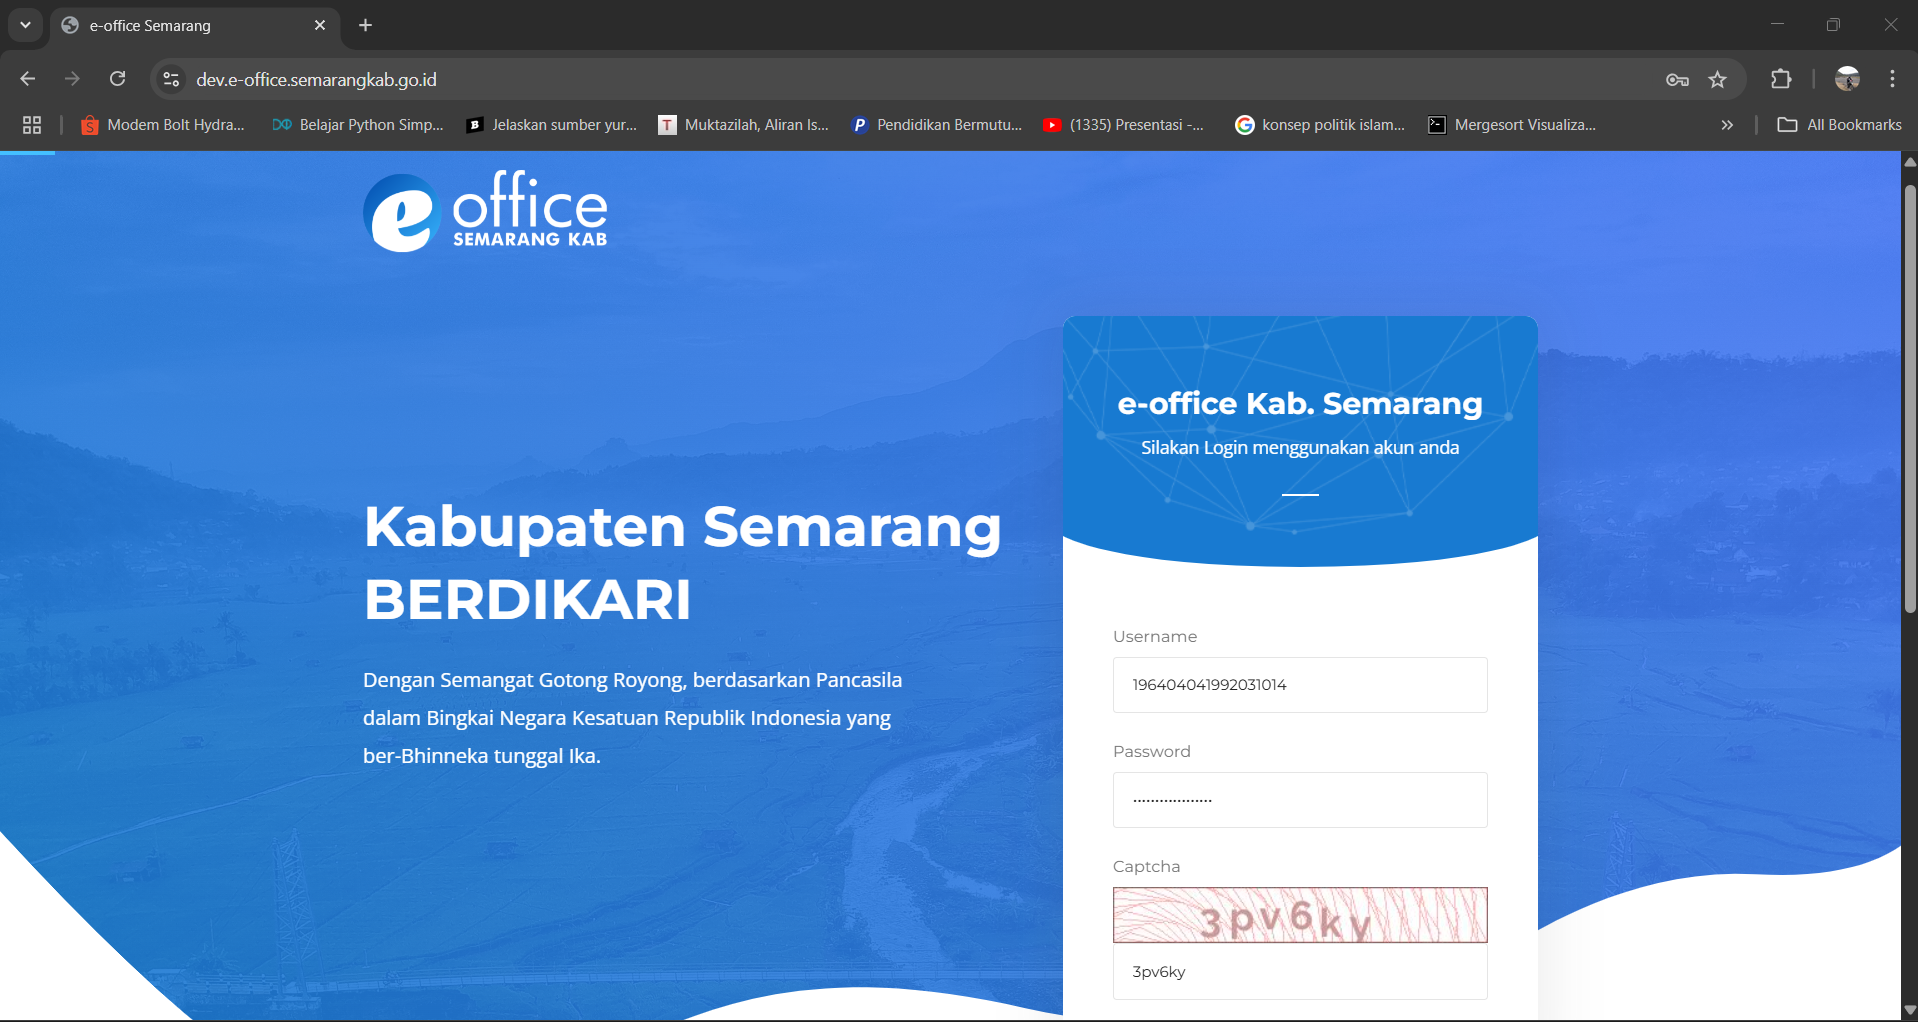 e-office Semarang
dev.e-office.semarangkab.go.id
Modem Bolt Hydra...
Belajar Python Simp...
Jelaskan sumber yur...
Muktazilah, Aliran Is...
Pendidikan Bermutu...
(1335) Presentasi -...
konsep politik islam...
Mergesort Visualiza...
All Bookmarks
e office
SEMARANG KAB
Kabupaten Semarang
BERDIKARI
Dengan Semangat Gotong Royong, berdasarkan Pancasila
dalam Bingkai Negara Kesatuan Republik Indonesia yang
ber-Bhinneka tunggal Ika.
e-office Kab. Semarang
Silakan Login menggunakan akun anda
Username
196404041992031014
Password
Captcha
3pv6ky
3pv6ky